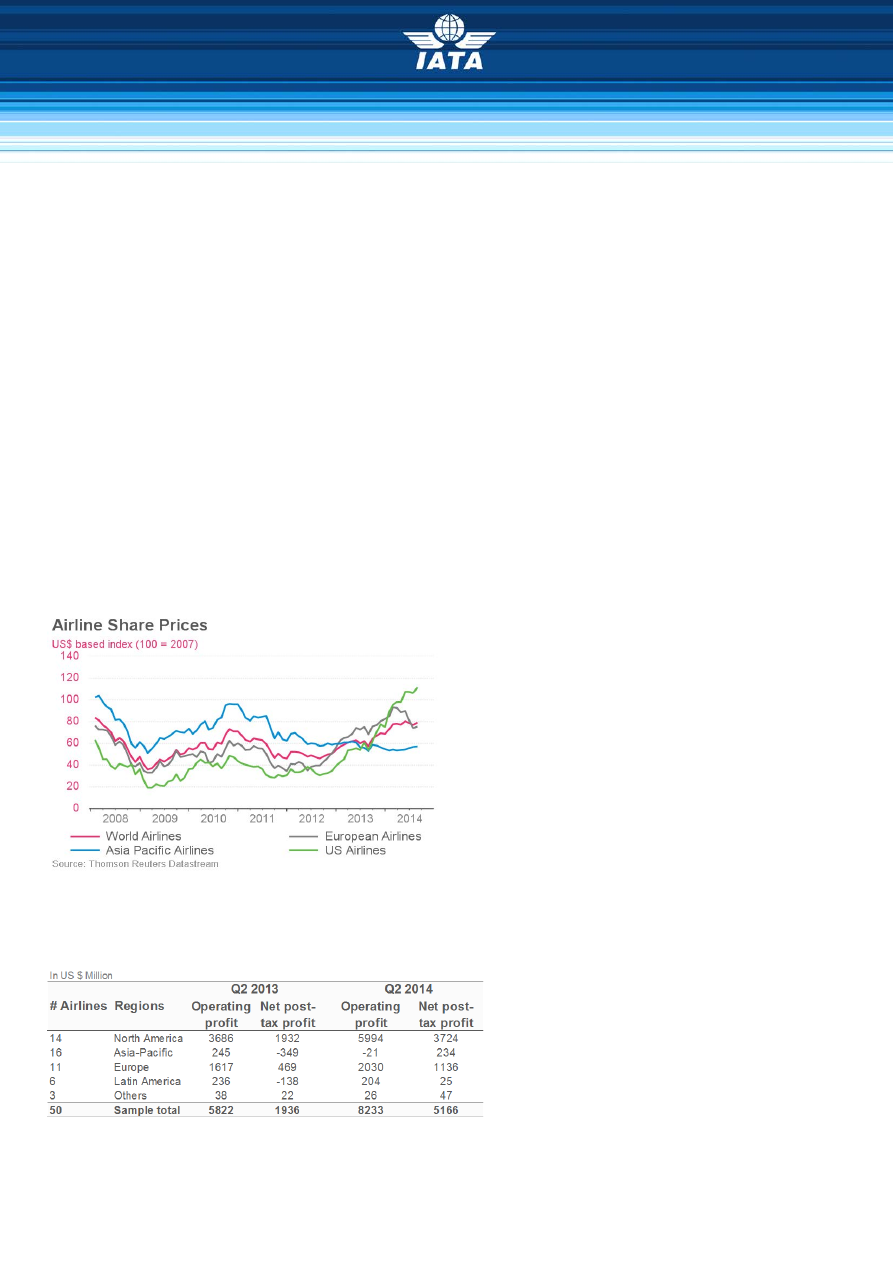 IATA
Airline Share Prices
US$ based index (100 = 2007)
140
120
100
80
60
40
20
0
2008 2009 2010 2011 2012 2013 2014
World Airlines European Airlines
Asia Pacific Airlines US Airlines
Source: Thomson Reuters Datastream
In US $ Million
Q2 2013 Q2 2014
# Airlines Regions Operating Net post- Operating Net post-
profit tax profit profit tax profit
14 North America 3686 1932 5994 3724
16 Asia-Pacific 245 -349 -21 234
11 Europe 1617 469 2030 1136
6 Latin America 236 -138 204 25
3 Others 38 22 26 47
50 Sample total 5822 1936 8233 5166